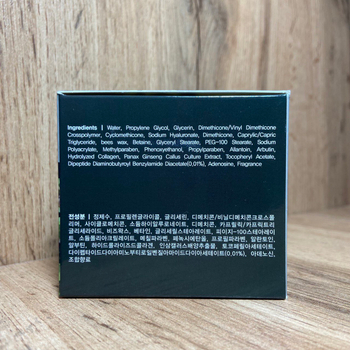 Ingredients | Water, Propylene Glycol, Glycerin, Dimethicone/Vinyl Dimethicone
Crosspolymer, Cyclomethicone, Sodium Hyaluronate, Dimethicone, Caprylic/Capric
Triglyceride, bees wax, Betaine, Glyceryl Stearate, PEG-100 Stearate, Sodium
Polyacrylate, Methylparaben, Phenoxyethanol, Propylparaben, Allantoin, Arbutin,
Hydrolyzed Collagen, Panax Ginseng Callus Culture Extract, Tocopheryl Acetate,
Dipeptide Diaminobutyroyl Benzylamide Diacetate(0,01%), Adenosine, Fragrance
전성분 | 정제수, 프로필렌글라이콜, 글리세린, 디메치콘/비닐디메치콘크로스폴
리머, 사이클로메치콘, 소듐하이알루로네이트, 디메치콘, 카프릴릭/카프릭트리
글리세라이드, 비즈왁스, 베타인, 글리세릴스테아레이트, 피이지-100스테아레이
트, 소듐폴리아크릴레이트, 메칠파라벤, 페녹시에탄올, 프로필파라벤, 알란토인,
알부틴, 하이드롤라이즈드콜라겐, 인삼캘러스배양추출물, 토코페릴아세테이트,
다이펩타이드다이아미노부티로일벤질아마이드다이아세테이트(0,01%), 아데노신,
조합향료